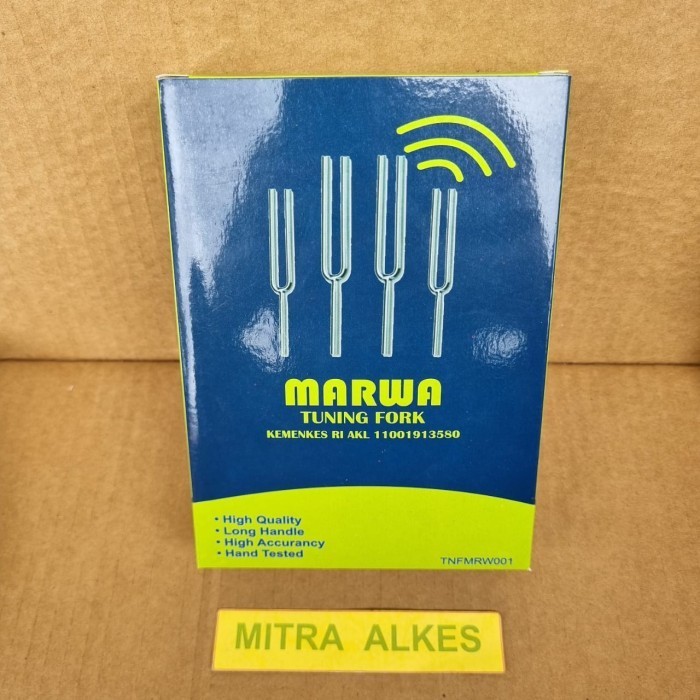 MARWA
TUNING FORK
KEMENKES RI AKL 11001913580
• High Quality
• Long Handle
• High Accurancy
• Hand Tested
TNFMRW001
MITRA ALKES